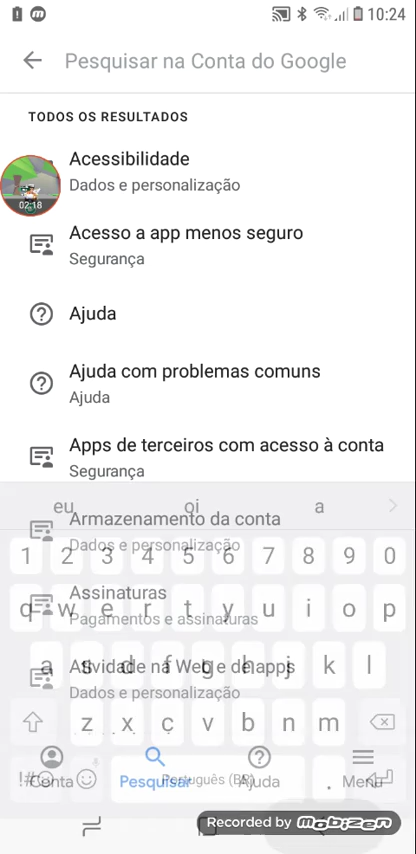 10:24
Pesquisar na Conta do Google
TODOS OS RESULTADOS
Acessibilidade
Dados e personalização
02:18
Acesso a app menos seguro
Segurança
Ajuda
Ajuda com problemas comuns
Ajuda
Apps de terceiros com acesso à conta
Segurança
eu oi a
Armazenamento da conta
Dados e personalização
1 2 3 4 5 6 7 8 9 0
Assinaturas
Pagamentos e assinaturas
q w e r t y u i o p
Atividade na Web e de apps
a s d f g h j k l
Dados e personalização
z x c v b n m
Conta Pesquisar Ajuda Menu
!#☺ Português (BR) .
Recorded by mobizen